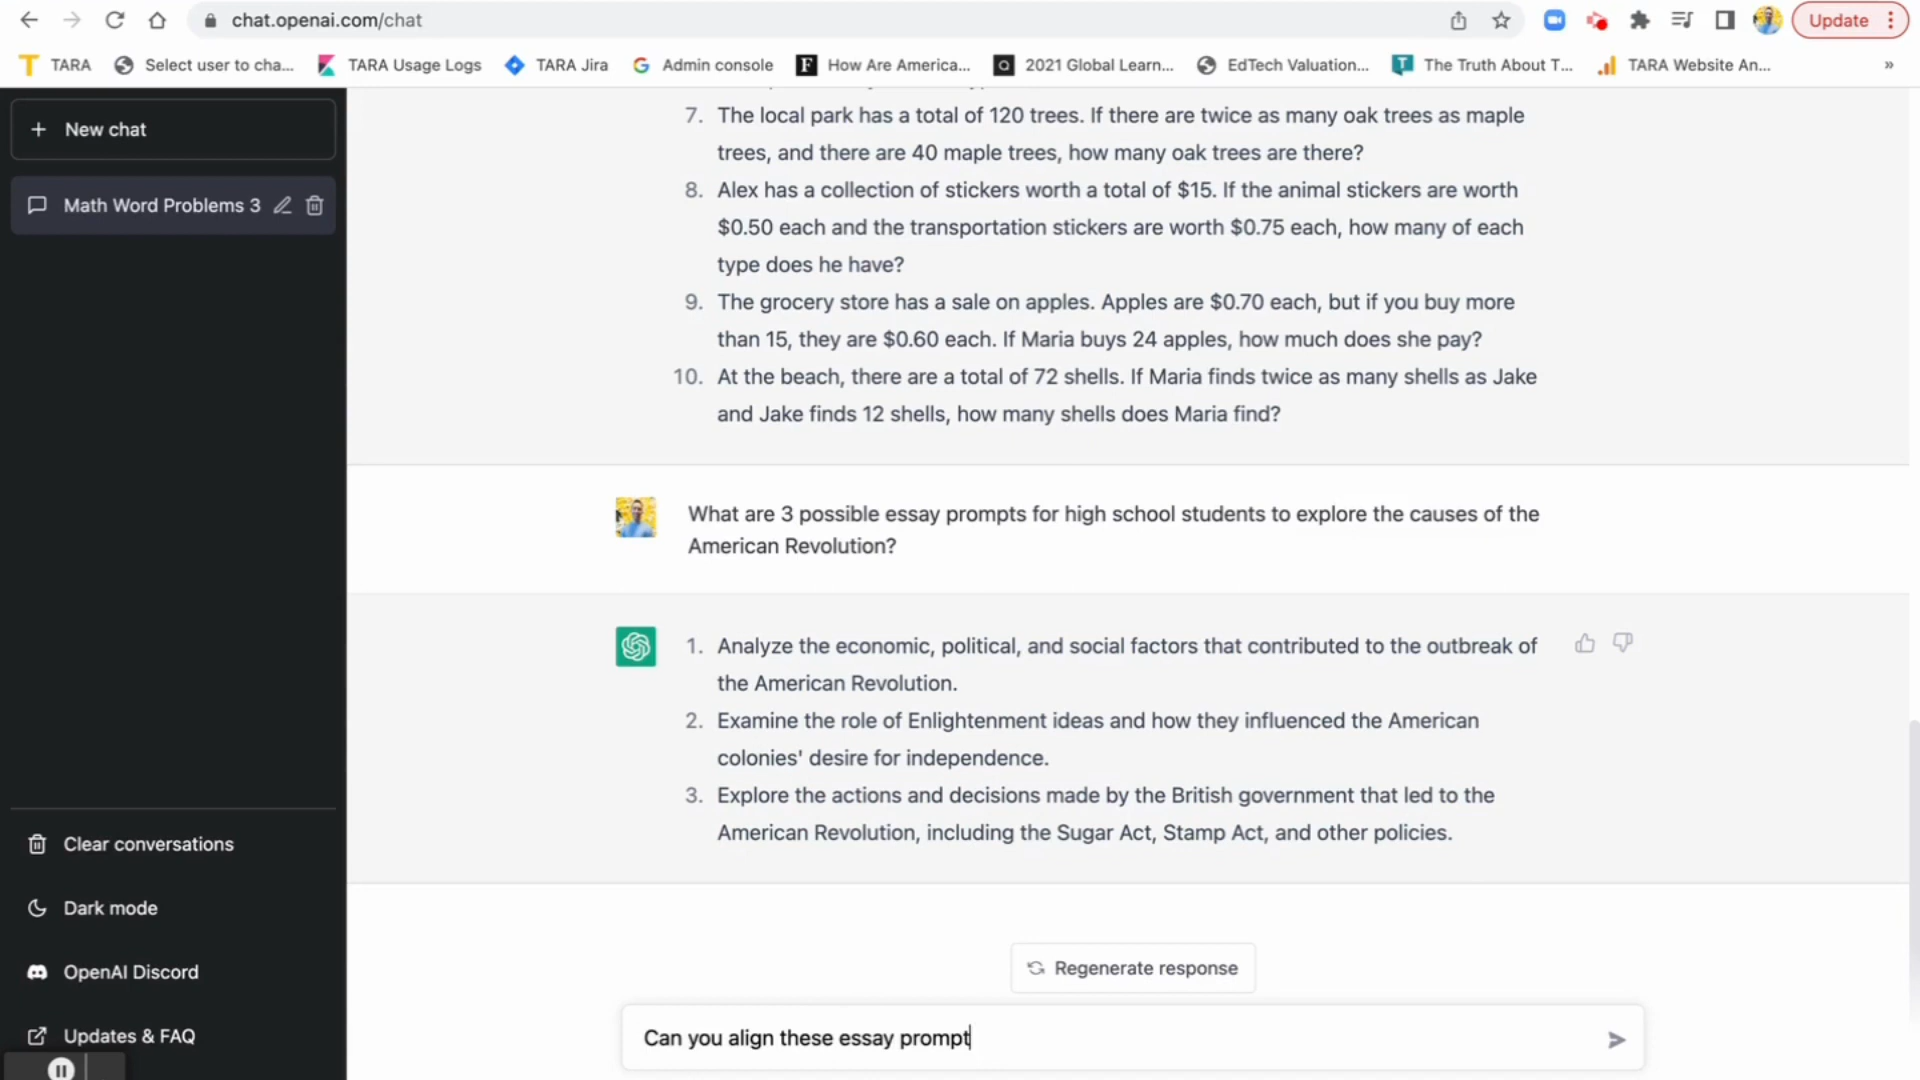 chat.openai.com/chat
Update
TARA
Select user to cha...
TARA Usage Logs
TARA Jira
Admin console
How Are America...
2021 Global Learn...
EdTech Valuation...
The Truth About T...
TARA Website An...
»
New chat
Math Word Problems 3
7. The local park has a total of 120 trees. If there are twice as many oak trees as maple
trees, and there are 40 maple trees, how many oak trees are there?
8. Alex has a collection of stickers worth a total of $15. If the animal stickers are worth
$0.50 each and the transportation stickers are worth $0.75 each, how many of each
type does he have?
9. The grocery store has a sale on apples. Apples are $0.70 each, but if you buy more
than 15, they are $0.60 each. If Maria buys 24 apples, how much does she pay?
10. At the beach, there are a total of 72 shells. If Maria finds twice as many shells as Jake
and Jake finds 12 shells, how many shells does Maria find?
What are 3 possible essay prompts for high school students to explore the causes of the
American Revolution?
1. Analyze the economic, political, and social factors that contributed to the outbreak of
the American Revolution.
2. Examine the role of Enlightenment ideas and how they influenced the American
colonies' desire for independence.
3. Explore the actions and decisions made by the British government that led to the
American Revolution, including the Sugar Act, Stamp Act, and other policies.
Clear conversations
Dark mode
OpenAI Discord
Updates & FAQ
Regenerate response
Can you align these essay prompt